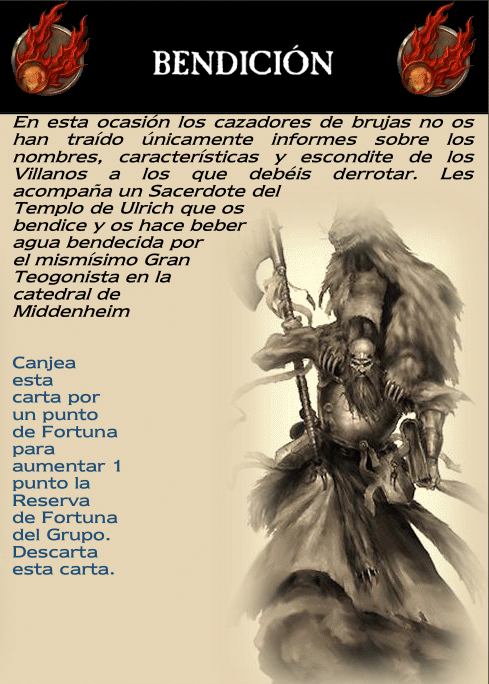 BENDICIÓN
En esta ocasión los cazadores de brujas no os
han traído únicamente informes sobre los
nombres, características y escondite de los
Villanos a los que debéis derrotar. Les
acompaña un Sacerdote del
Templo de Ulrich que os
bendice y os hace beber
agua bendecida por
el mismísimo Gran
Teogonista en la
catedral de
Middenheim
Canjea
esta
carta por
un punto
de Fortuna
para
aumentar 1
punto la
Reserva
de Fortuna
del Grupo.
Descarta
esta carta.